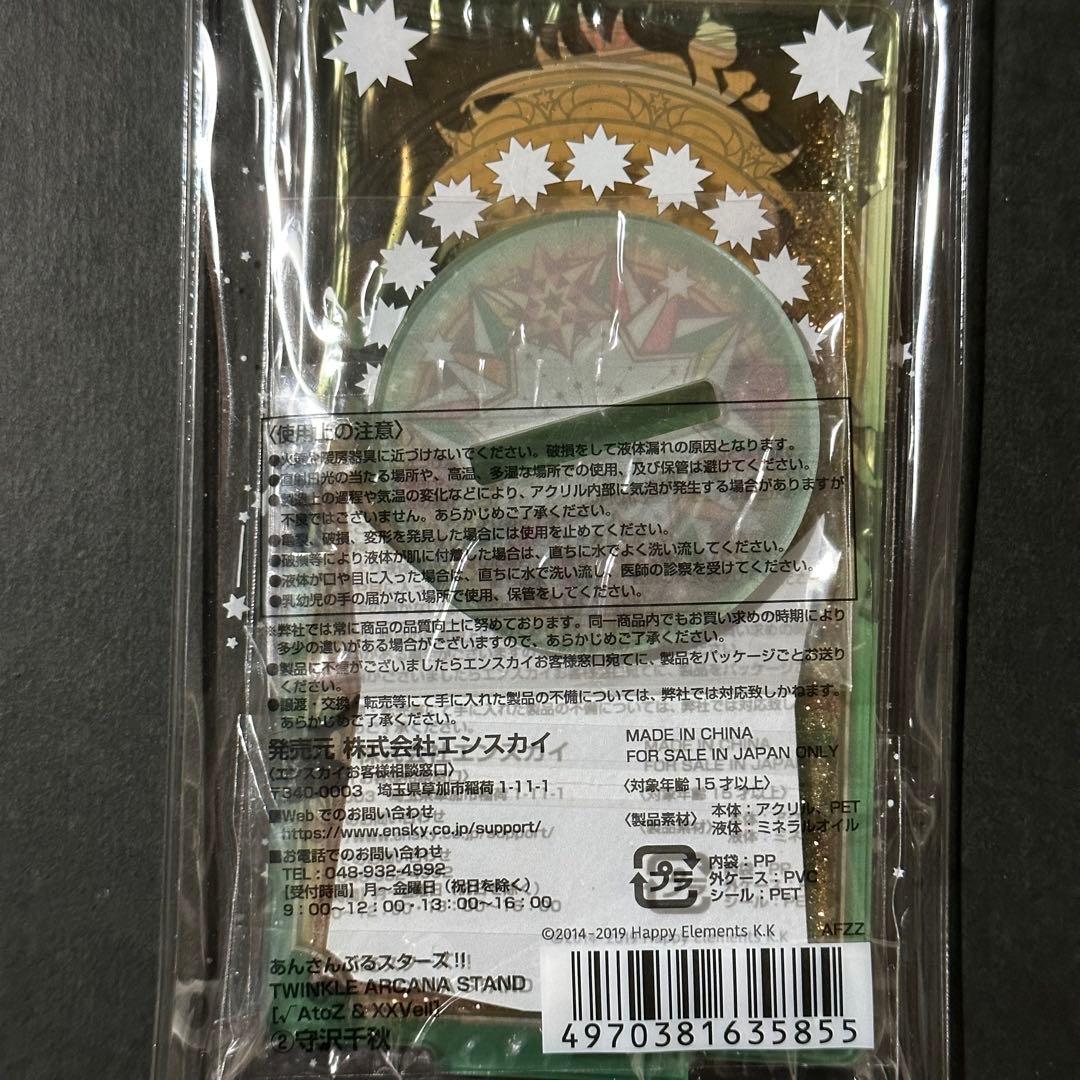 〈使用上の注意〉
●火気や暖房器具に近づけないでください。破損をして液体漏れの原因となります。
●直射日光の当たる場所や、高温、多湿な場所での使用、及び保管は避けてください。
●製造上の過程や気温の変化などにより、アクリル内部に気泡が発生する場合がありますが
不良ではございません。あらかじめご了承ください。
●亀裂、破損、変形を発見した場合には使用を止めてください。
●破損等により液体が肌に付着した場合は、直ちに水でよく洗い流してください。
●液体が口や目に入った場合は、直ちに水で洗い流し、医師の診察を受けてください。
●乳幼児の手の届かない場所で使用、保管をしてください。
※弊社では常に商品の品質向上に努めております。同一商品内でもお買い求めの時期により
多少の違いがある場合がございますので、あらかじめご了承ください。
●製品に不備がございましたらエンスカイお客様窓口宛てに、製品をパッケージごとお送り
ください。
●譲渡・交換、転売等にて手に入れた製品の不備については、弊社では対応致しかねます。
あらかじめご了承ください。
発売元 株式会社エンスカイ
〈エンスカイお客様相談窓口〉
〒340-0003 埼玉県草加市稲荷 1-11-1
■Web でのお問い合わせ
https://www.ensky.co.jp/support/
■お電話でのお問い合わせ
TEL：048-932-4992
【受付時間】月〜金曜日（祝日を除く）
9：00〜12：00・13：00〜16：00
MADE IN CHINA
FOR SALE IN JAPAN ONLY
〈対象年齢 15才以上〉
〈製品素材〉 本体：アクリル、PET
液体：ミネラルオイル
プラ
内袋：PP
外ケース：PVC
シール：PET
©2014-2019 Happy Elements K.K
AFZZ
あんさんぶるスターズ!!
TWINKLE ARCANA STAND
[√AtoZ & XXVeil]
②守沢千秋
4970381635855